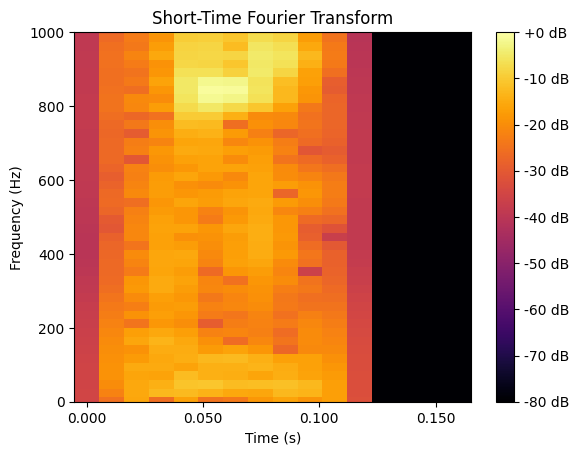 Short-Time Fourier Transform
1000
800
600
400
200
0
Frequency (Hz)
0.000
0.050
0.100
0.150
Time (s)
+0 dB
-10 dB
-20 dB
-30 dB
-40 dB
-50 dB
-60 dB
-70 dB
-80 dB